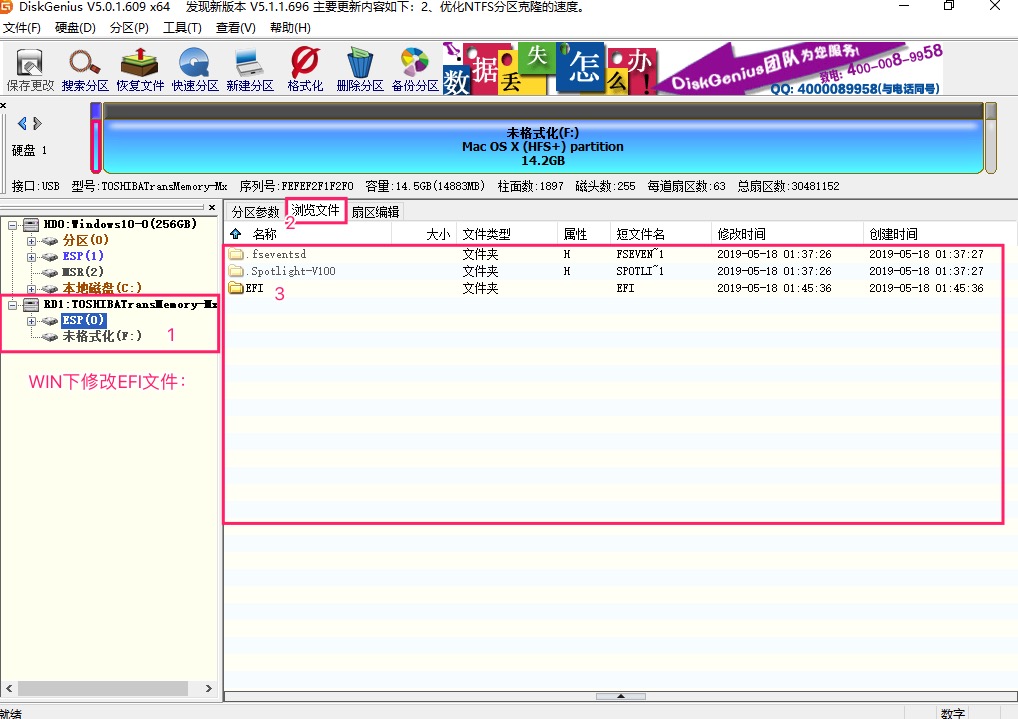 DiskGenius V5.0.1.609 x64 发现新版本 V5.1.1.696 主要更新内容如下：2、优化NTFS分区克隆的速度。
文件(F) 硬盘(D) 分区(P) 工具(T) 查看(V) 帮助(H)
保存更改 搜索分区 恢复文件 快速分区 新建分区 格式化 删除分区 备份分区
数据丢失怎么办!
DiskGenius团队为您服务!
致电: 400-008-9958
QQ: 4000089958(与电话同号)
硬盘 1
未格式化(F:)
Mac OS X (HFS+) partition
14.2GB
接口:USB 型号:TOSHIBATransMemory-Mx 序列号:FEFEF2F1F2F0 容量:14.5GB(14883MB) 柱面数:1897 磁头数:255 每道扇区数:63 总扇区数:30481152
HD0:Windows10-0(256GB)
分区(0)
ESP(1)
MSR(2)
本地磁盘(C:)
RD1:TOSHIBATransMemory-Mx
ESP(0)
未格式化(F:)
1
WIN下修改EFI文件：
分区参数 浏览文件 扇区编辑
2
名称 大小 文件类型 属性 短文件名 修改时间 创建时间
.fseventsd 文件夹 H FSEVEN~1 2019-05-18 01:37:26 2019-05-18 01:37:27
.Spotlight-V100 文件夹 H SPOTLI~1 2019-05-18 01:37:26 2019-05-18 01:37:27
EFI 文件夹 EFI 2019-05-18 01:45:36 2019-05-18 01:45:36
3
就绪 数字